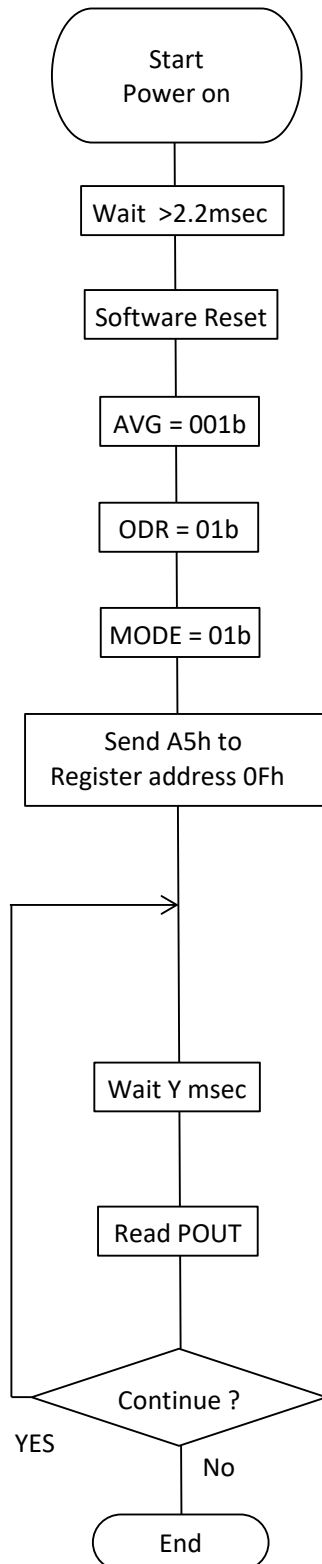 Start
Power on
Wait >2.2msec
Software Reset
AVG = 001b
ODR = 01b
MODE = 01b
Send A5h to
Register address 0Fh
Wait Y msec
Read POUT
Continue ?
YES
No
End